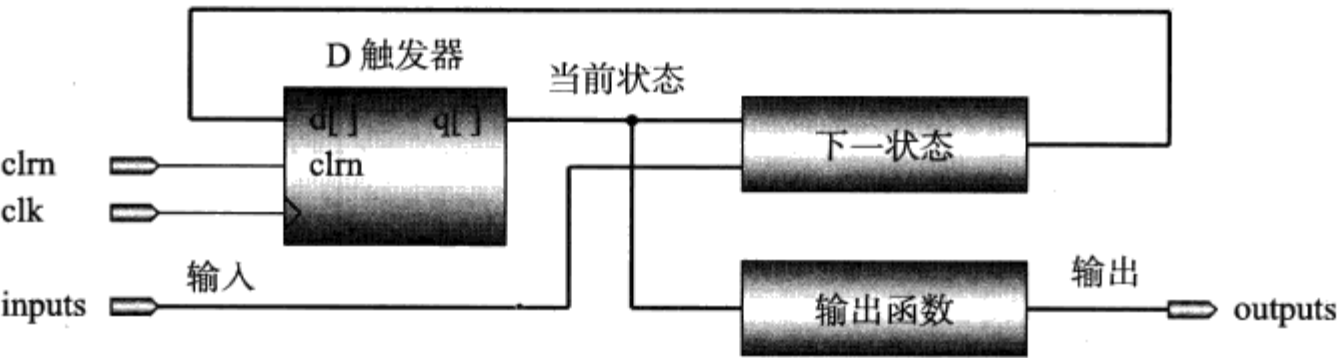 D 触发器
当前状态
d[ ] q[ ]
下一状态
clrn
clrn
clk
输入
inputs
输出函数
输出
outputs